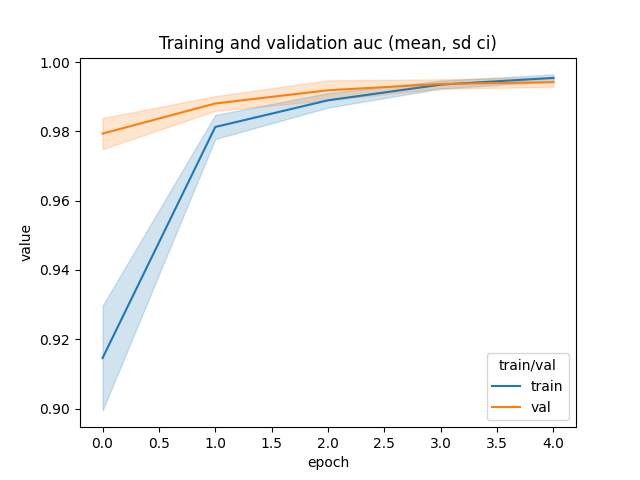 Training and validation auc (mean, sd ci)
1.00
0.98
0.96
0.94
0.92
0.90
value
0.0 0.5 1.0 1.5 2.0 2.5 3.0 3.5 4.0
epoch
train/val
train
val